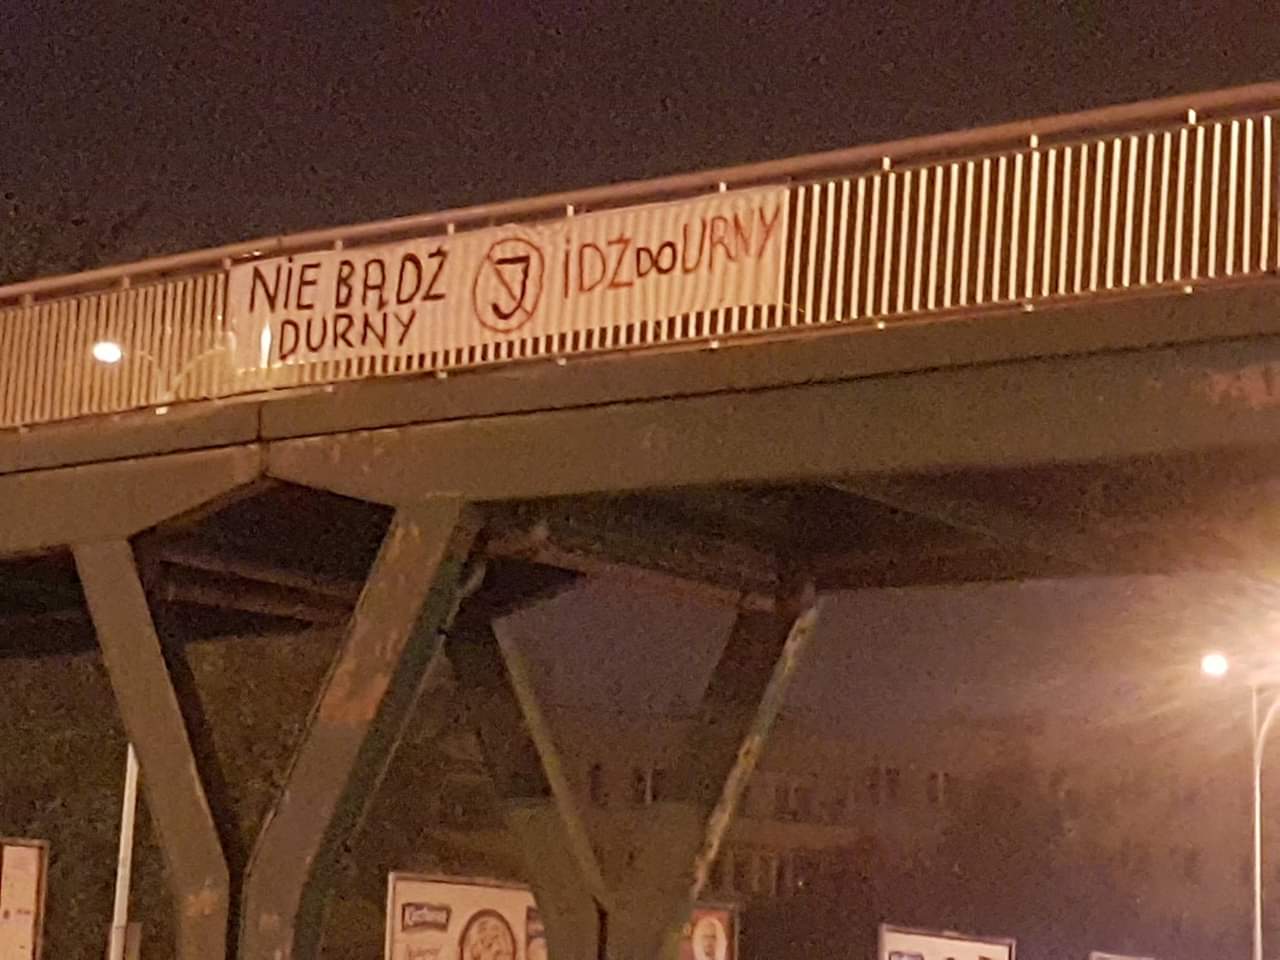 NiE BĄDŹ
DURNY
J
iDŹ DO URNY